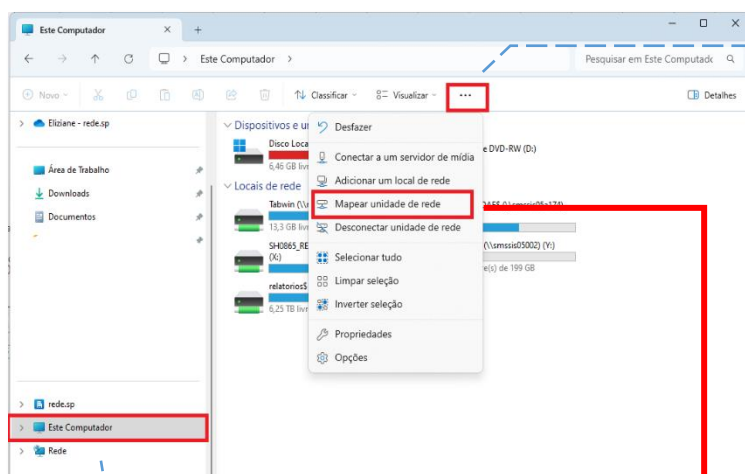 Este Computador
Este Computador
Pesquisar em Este Computadc
Novo
Classificar
Visualizar
...
Detalhes
Eliziane - rede.sp
Área de Trabalho
Downloads
Documentos
rede.sp
Este Computador
Rede
Dispositivos e ur
Disco Loca
6,46 GB livr
e DVD-RW (D:)
Locais de rede
Tabwin (\\r
13,3 GB livr
SH0865_RE
(X:)
(\\smssis05002) (Y:)
e(s) de 199 GB
relatorios$
6,25 TB livr
Desfazer
Conectar a um servidor de mídia
Adicionar um local de rede
Mapear unidade de rede
Desconectar unidade de rede
Selecionar tudo
Limpar seleção
Inverter seleção
Propriedades
Opções